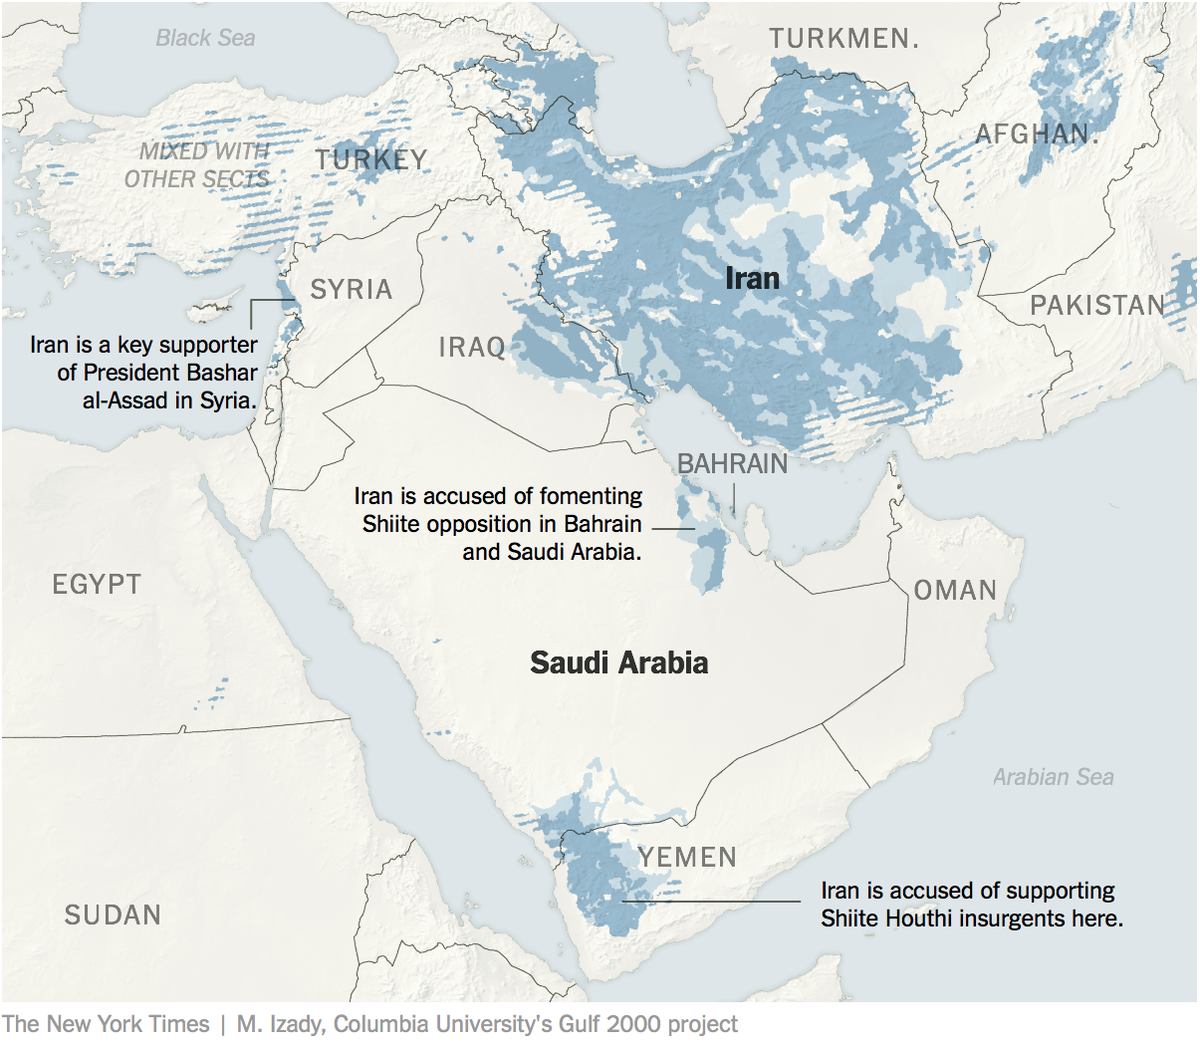 Black Sea
TURKMEN.
MIXED WITH
OTHER SECTS
TURKEY
AFGHAN.
SYRIA
Iran
PAKISTAN
Iran is a key supporter
of President Bashar
al-Assad in Syria.
IRAQ
BAHRAIN
Iran is accused of fomenting
Shiite opposition in Bahrain
and Saudi Arabia.
EGYPT
OMAN
Saudi Arabia
Arabian Sea
YEMEN
Iran is accused of supporting
Shiite Houthi insurgents here.
SUDAN
The New York Times | M. Izady, Columbia University's Gulf 2000 project